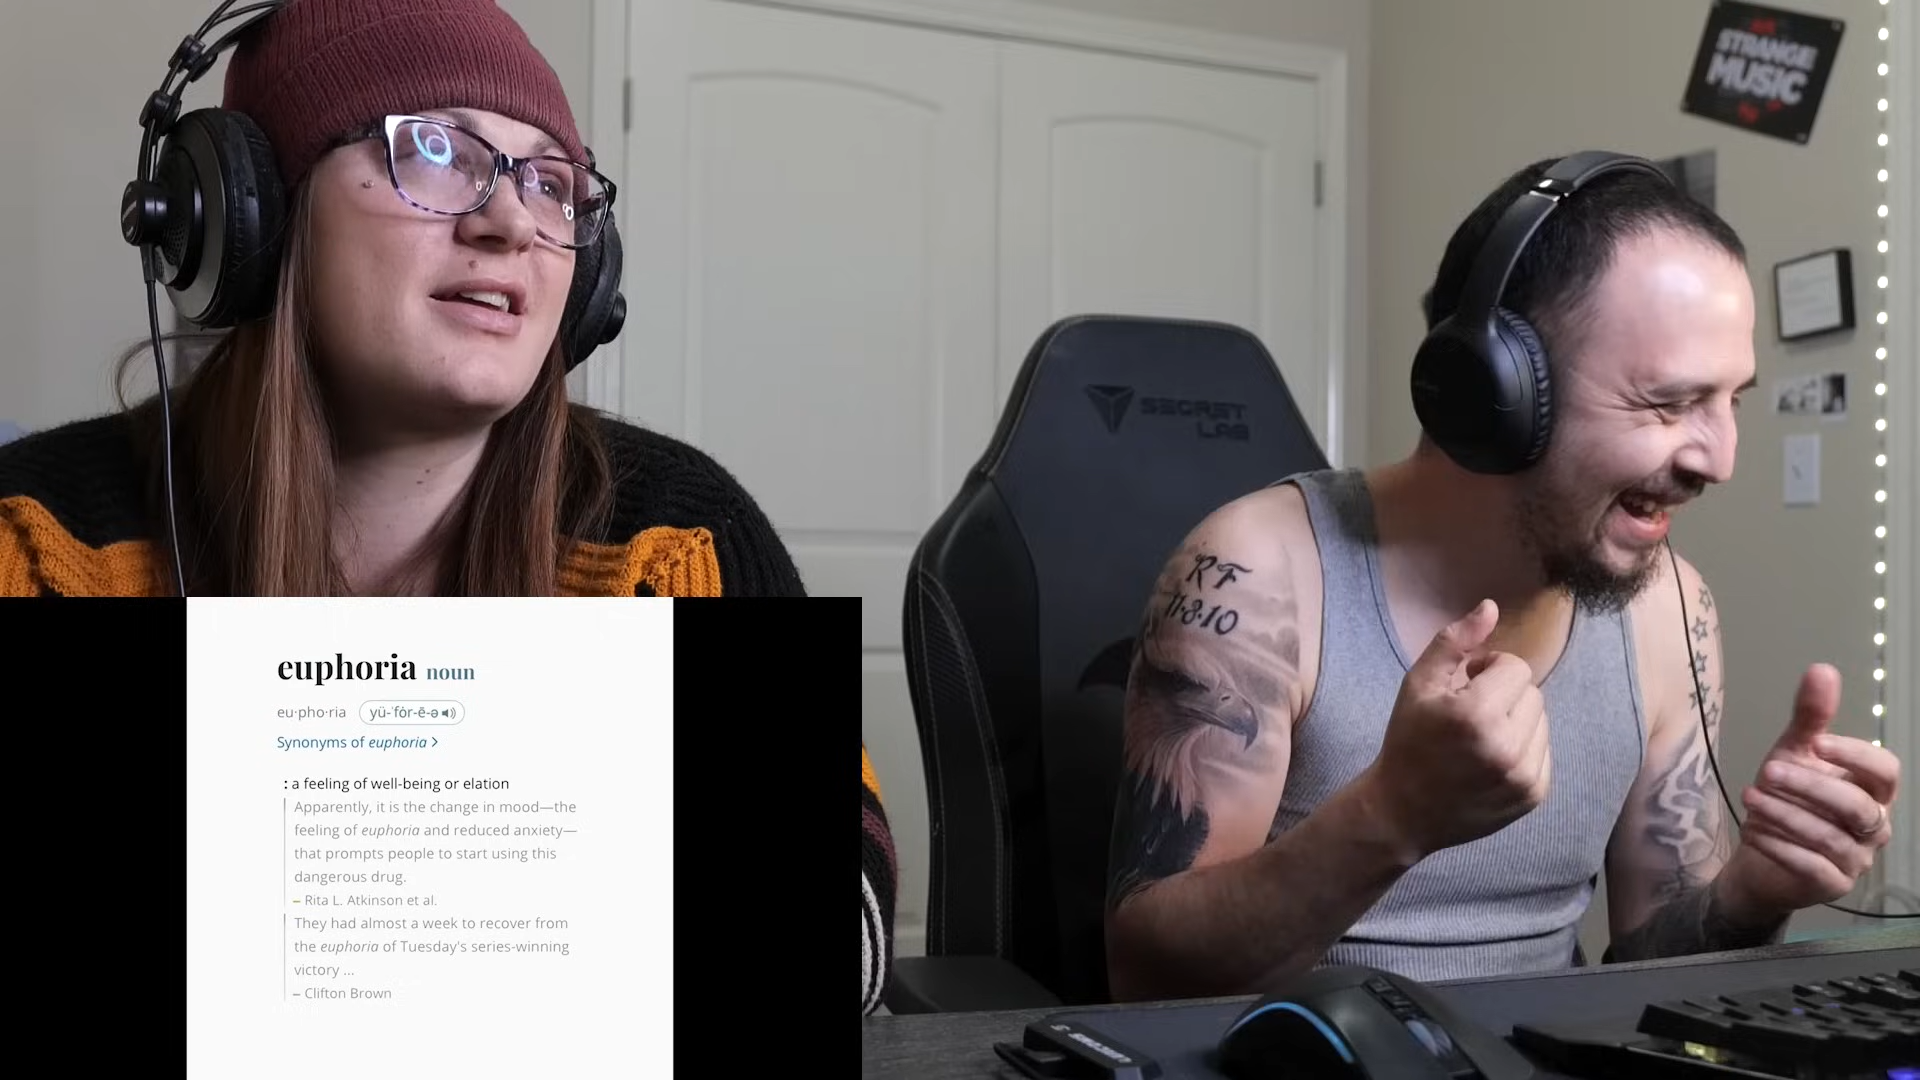 STRANGE
MUSIC
SECRET
LAB
RF
11·8·10
euphoria noun
eu·pho·ria yü-ˈfȯr-ē-ə
Synonyms of euphoria >
: a feeling of well-being or elation
Apparently, it is the change in mood—the
feeling of euphoria and reduced anxiety—
that prompts people to start using this
dangerous drug.
– Rita L. Atkinson et al.
They had almost a week to recover from
the euphoria of Tuesday's series-winning
victory ...
– Clifton Brown